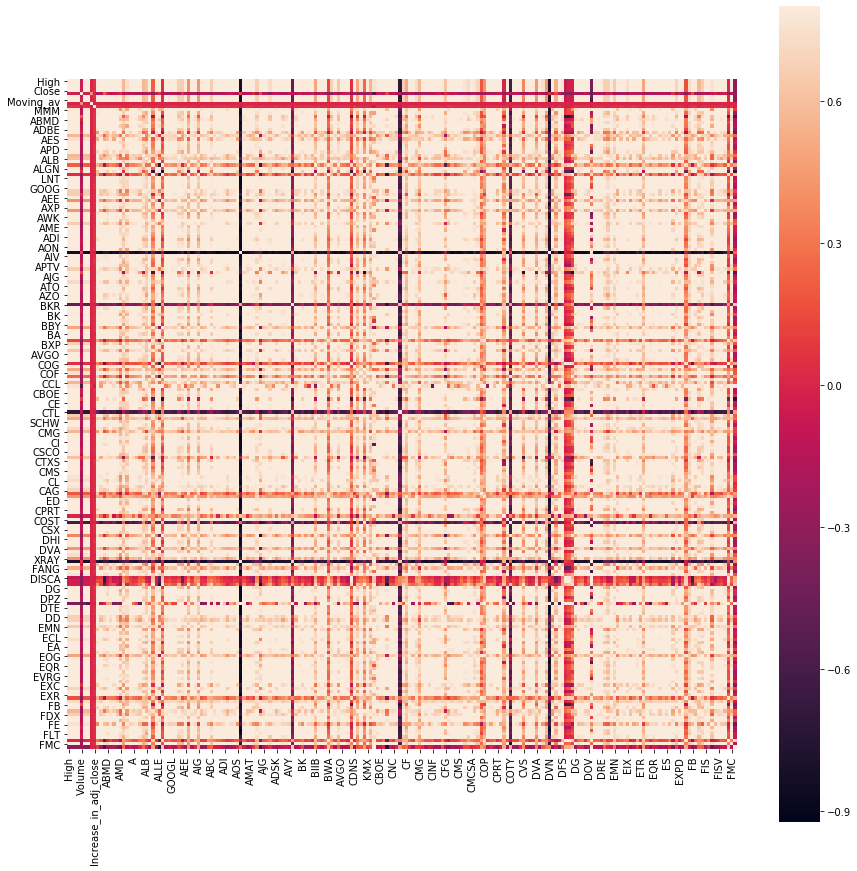 High
Close
Moving_av
MMM
ABMD
ADBE
AES
APD
ALB
ALGN
LNT
GOOG
AEE
AXP
AWK
AME
ADI
AON
AIV
APTV
AJG
ATO
AZO
BKR
BK
BBY
BA
BXP
AVGO
COG
COF
CCL
CBOE
CE
CTL
SCHW
CMG
CI
CSCO
CTXS
CMS
CL
CAG
ED
CPRT
COST
CSX
DHI
DVA
XRAY
FANG
DISCA
DG
DPZ
DTE
DD
EMN
ECL
EA
EOG
EQR
EVRG
EXC
EXR
FB
FDX
FE
FLT
FMC
High
Volume
Increase_in_adj_close
ABMD
AMD
A
ALB
ALLE
GOOGL
AEE
AIG
ABC
ADI
AOS
AMAT
AJG
ADSK
AVY
BK
BIIB
BWA
AVGO
CDNS
KMX
CBOE
CNC
CF
CMG
CINF
CFG
CMS
CMCSA
COP
CPRT
COTY
CVS
DVA
DVN
DFS
DG
DOV
DRE
EMN
EIX
ETR
EQR
ES
EXPD
FB
FIS
FISV
FMC
0.6
0.3
0.0
−0.3
−0.6
−0.9